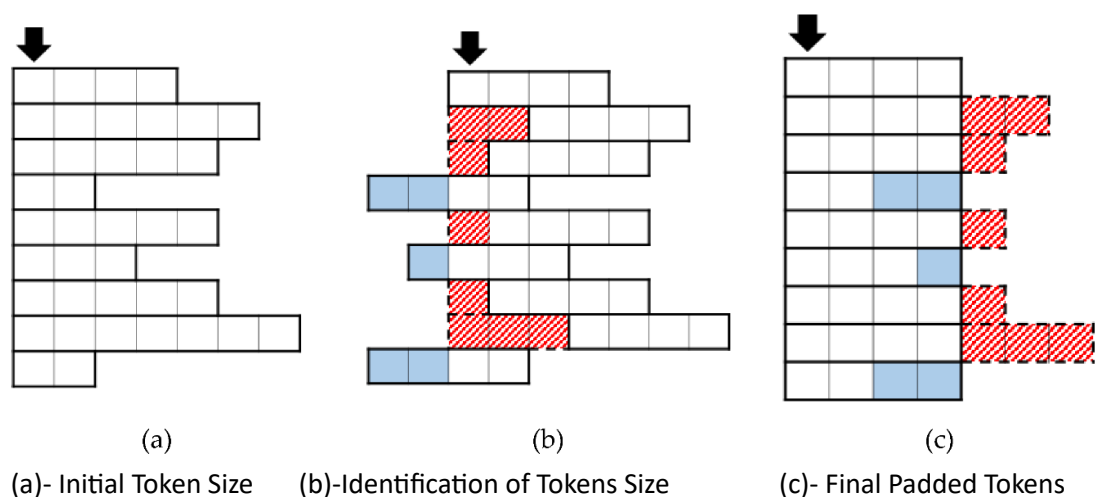 (a) (b) (c)
(a)- Initial Token Size (b)-Identification of Tokens Size (c)- Final Padded Tokens